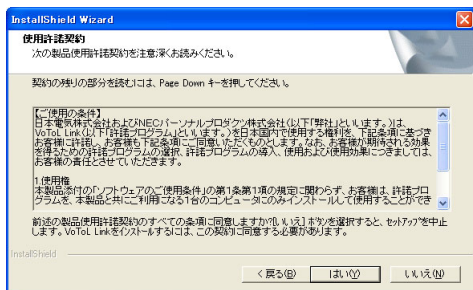 InstallShield Wizard
使用許諾契約
次の製品使用許諾契約を注意深くお読みください。
契約の残りの部分を読むには、Page Down キーを押してください。
【ご使用の条件】
日本電気株式会社およびNECパーソナルプロダクツ株式会社(以下「弊社」といいます。)は、
VoToL Link(以下「許諾プログラム」といいます。)を日本国内で使用する権利を、下記条項に基づき
お客様に許諾し、お客様も下記条項にご同意いただくものとします。なお、お客様が期待される効果
を得るための許諾プログラムの選択、許諾プログラムの導入、使用および使用効果につきましては、
お客様の責任とさせていただきます。
1.使用権
本製品添付の「ソフトウェアのご使用条件」の第1条第1項の規定に関わらず、お客様は、許諾プロ
グラムを、本製品と共にご利用になる1台のコンピュータにのみインストールして使用することができ
前述の製品使用許諾契約のすべての条項に同意しますか?[いいえ] ボタンを選択すると、セットアップを中止
します。VoToL Linkをインストールするには、この契約に同意する必要があります。
InstallShield
< 戻る(B)
はい(Y)
いいえ(N)